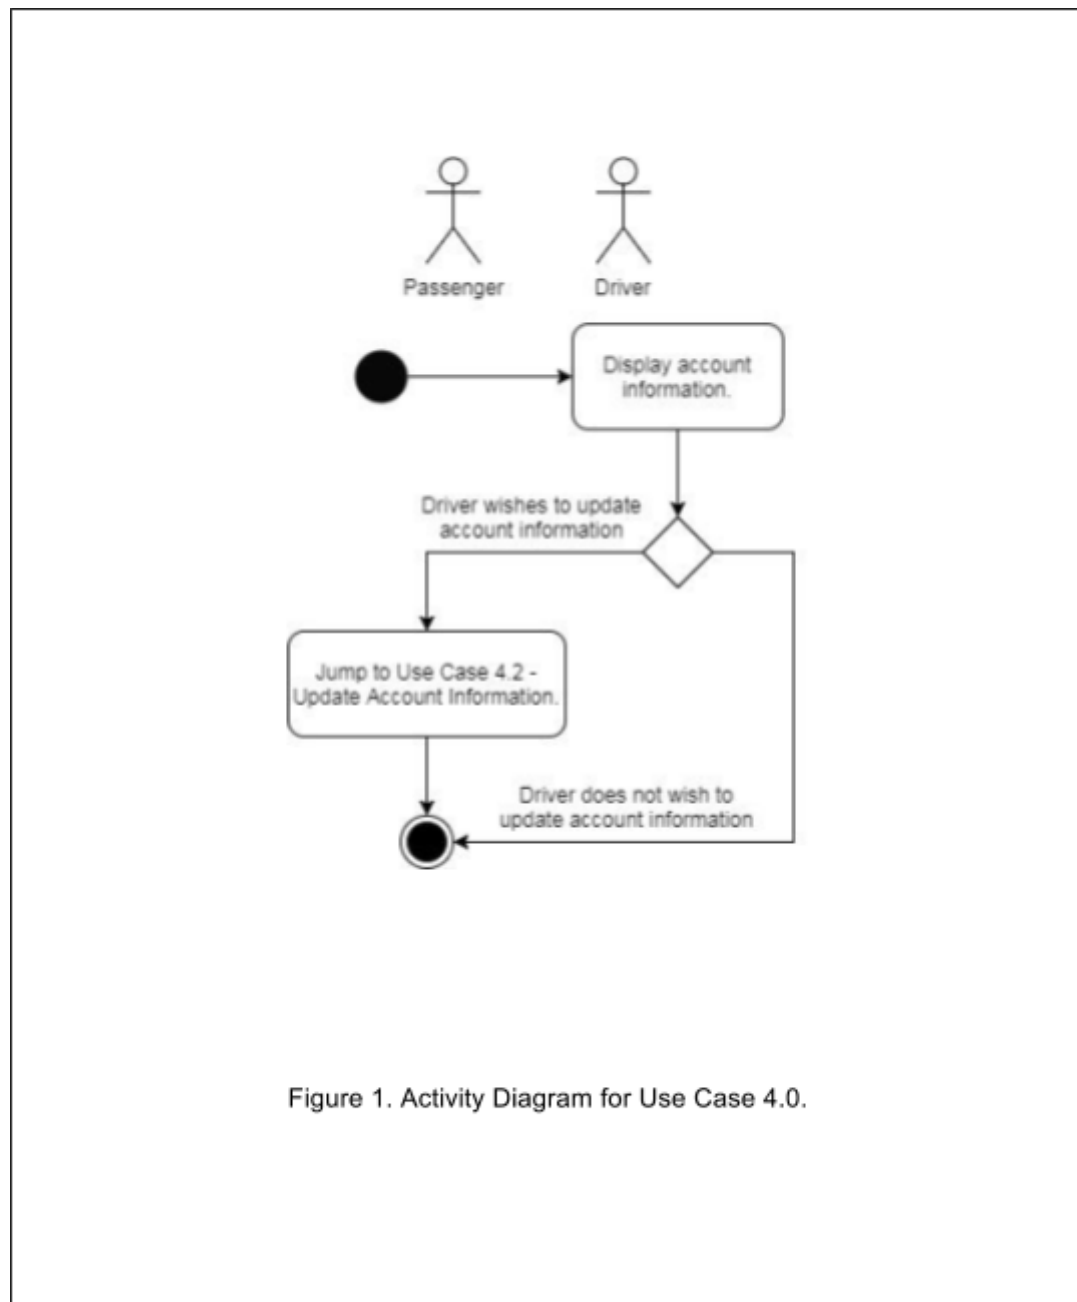 Passenger
Driver
Display account
information.
Driver wishes to update
account information
Jump to Use Case 4.2 -
Update Account Information.
Driver does not wish to
update account information
Figure 1. Activity Diagram for Use Case 4.0.